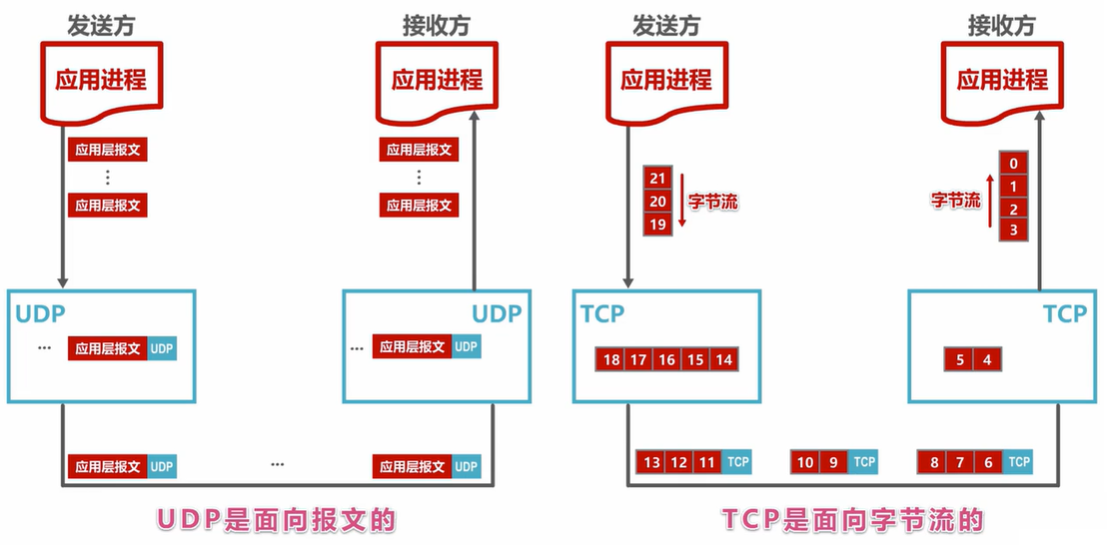 发送方
接收方
应用进程
应用进程
应用层报文
应用层报文
⋮
⋮
应用层报文
应用层报文
UDP
UDP
... 应用层报文 UDP
... 应用层报文 UDP
应用层报文 UDP
...
应用层报文 UDP
UDP是面向报文的
发送方
接收方
应用进程
应用进程
21
20
19
字节流
字节流
0
1
2
3
TCP
TCP
18 17 16 15 14
5 4
13 12 11 TCP
10 9 TCP
8 7 6 TCP
TCP是面向字节流的